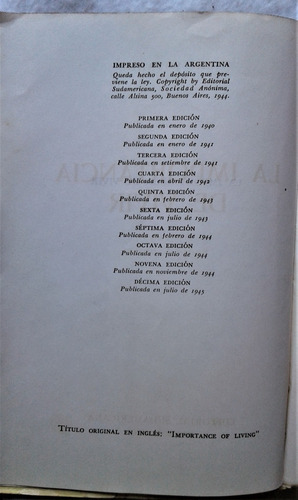 IMPRESO EN LA ARGENTINA
Queda hecho el depósito que pre-
viene la ley. Copyright by Editorial
Sudamericana, Sociedad Anónima,
calle Alsina 500, Buenos Aires, 1944.
PRIMERA EDICIÓN
Publicada en enero de 1940
SEGUNDA EDICIÓN
Publicada en enero de 1941
TERCERA EDICIÓN
Publicada en setiembre de 1941
CUARTA EDICIÓN
Publicada en abril de 1942
QUINTA EDICIÓN
Publicada en febrero de 1943
SEXTA EDICIÓN
Publicada en julio de 1943
SÉPTIMA EDICIÓN
Publicada en febrero de 1944
OCTAVA EDICIÓN
Publicada en julio de 1944
NOVENA EDICIÓN
Publicada en noviembre de 1944
DÉCIMA EDICIÓN
Publicada en julio de 1945
TÍTULO ORIGINAL EN INGLÉS: "IMPORTANCE OF LIVING"